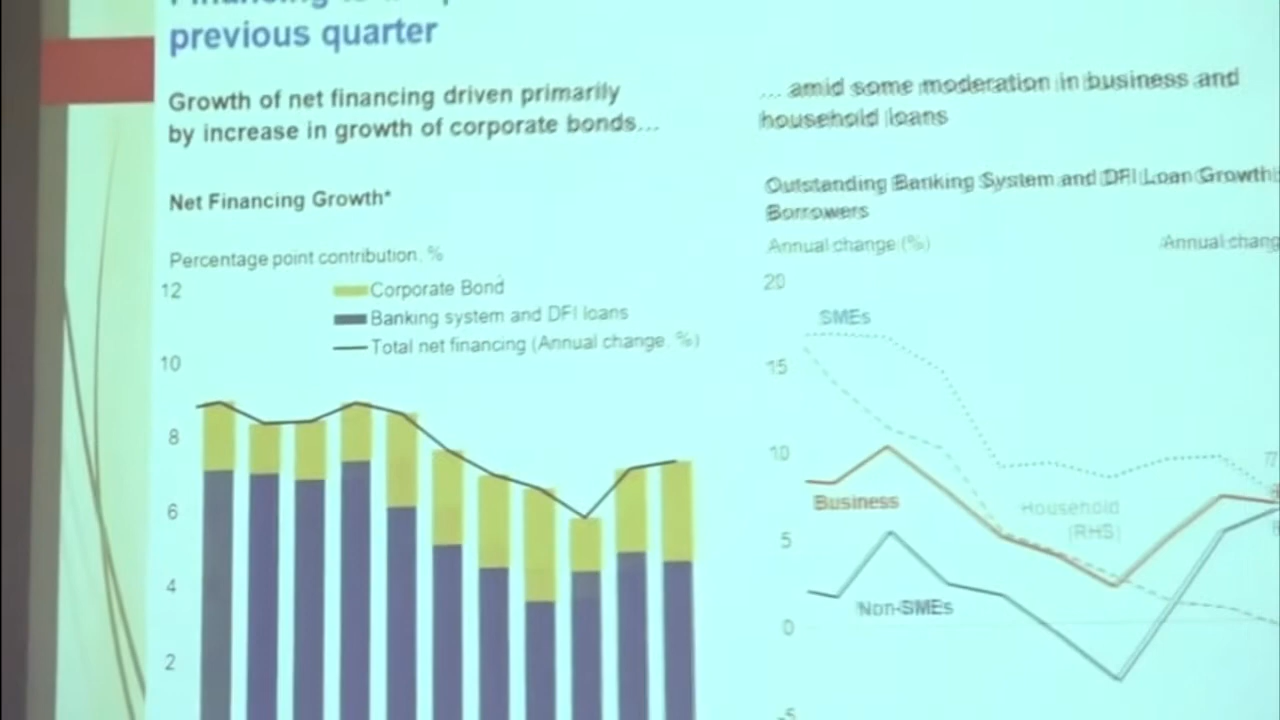 previous quarter
Growth of net financing driven primarily
by increase in growth of corporate bonds...
... amid some moderation in business and
household loans
Net Financing Growth*
Outstanding Banking System and DFI Loan Growth
Borrowers
Percentage point contribution, %
Annual change (%)
Annual
12
Corporate Bond
Banking system and DFI loans
Total net financing (Annual change, %)
10
8
6
4
2
20
SMEs
15
10
Business
Household
(RHS)
5
Non-SMEs
0
-5